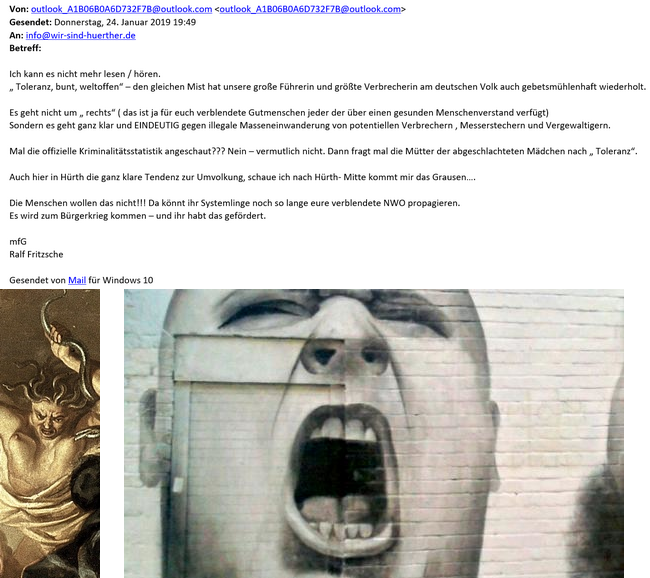 Von: outlook_A1B06B0A6D732F7B@outlook.com <outlook_A1B06B0A6D732F7B@outlook.com>
Gesendet: Donnerstag, 24. Januar 2019 19:49
An: info@wir-sind-huerther.de
Betreff:
Ich kann es nicht mehr lesen / hören.
„ Toleranz, bunt, weltoffen“ – den gleichen Mist hat unsere große Führerin und größte Verbrecherin am deutschen Volk auch gebetsmühlenhaft wiederholt.
Es geht nicht um „ rechts“ ( das ist ja für euch verblendete Gutmenschen jeder der über einen gesunden Menschenverstand verfügt)
Sondern es geht ganz klar und EINDEUTIG gegen illegale Masseneinwanderung von potentiellen Verbrechern , Messerstechern und Vergewaltigern.
Mal die offizielle Kriminalitätsstatistik angeschaut??? Nein – vermutlich nicht. Dann fragt mal die Mütter der abgeschlachteten Mädchen nach „ Toleranz“.
Auch hier in Hürth die ganz klare Tendenz zur Umvolkung, schaue ich nach Hürth- Mitte kommt mir das Grausen….
Die Menschen wollen das nicht!!! Da könnt ihr Systemlinge noch so lange eure verblendete NWO propagieren.
Es wird zum Bürgerkrieg kommen – und ihr habt das gefördert.
mfG
Ralf Fritzsche
Gesendet von Mail für Windows 10